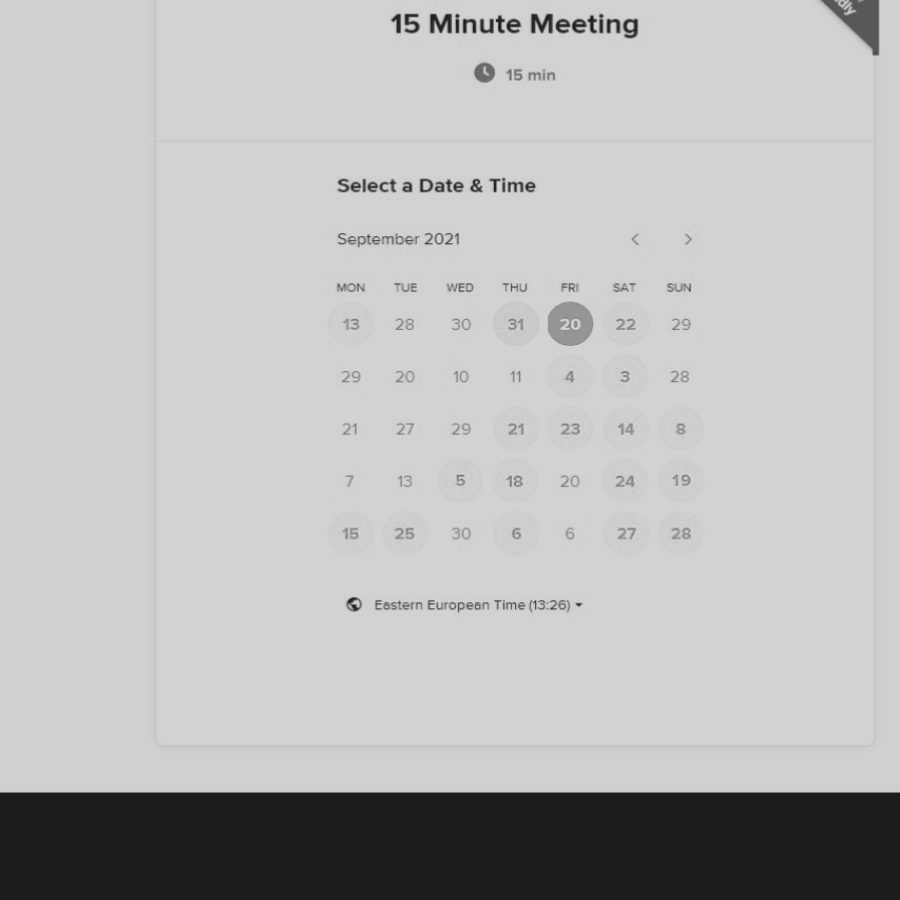 15 Minute Meeting
15 min
Select a Date & Time
September 2021
MON TUE WED THU FRI SAT SUN
13 28 30 31 20 22 29
29 20 10 11 4 3 28
21 27 29 21 23 14 8
7 13 5 18 20 24 19
15 25 30 6 6 27 28
Eastern European Time (13:26)